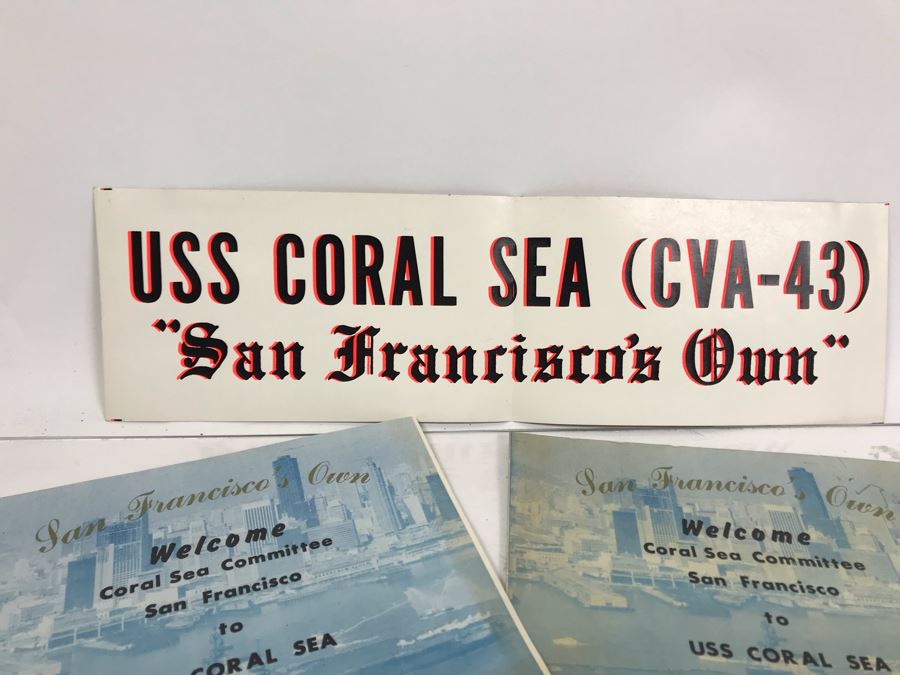 USS CORAL SEA (CVA-43)
"San Francisco's Own"
San Francisco's Own
Welcome
Coral Sea Committee
San Francisco
to
CORAL SEA
San Francisco's Own
Welcome
Coral Sea Committee
San Francisco
to
USS CORAL SEA